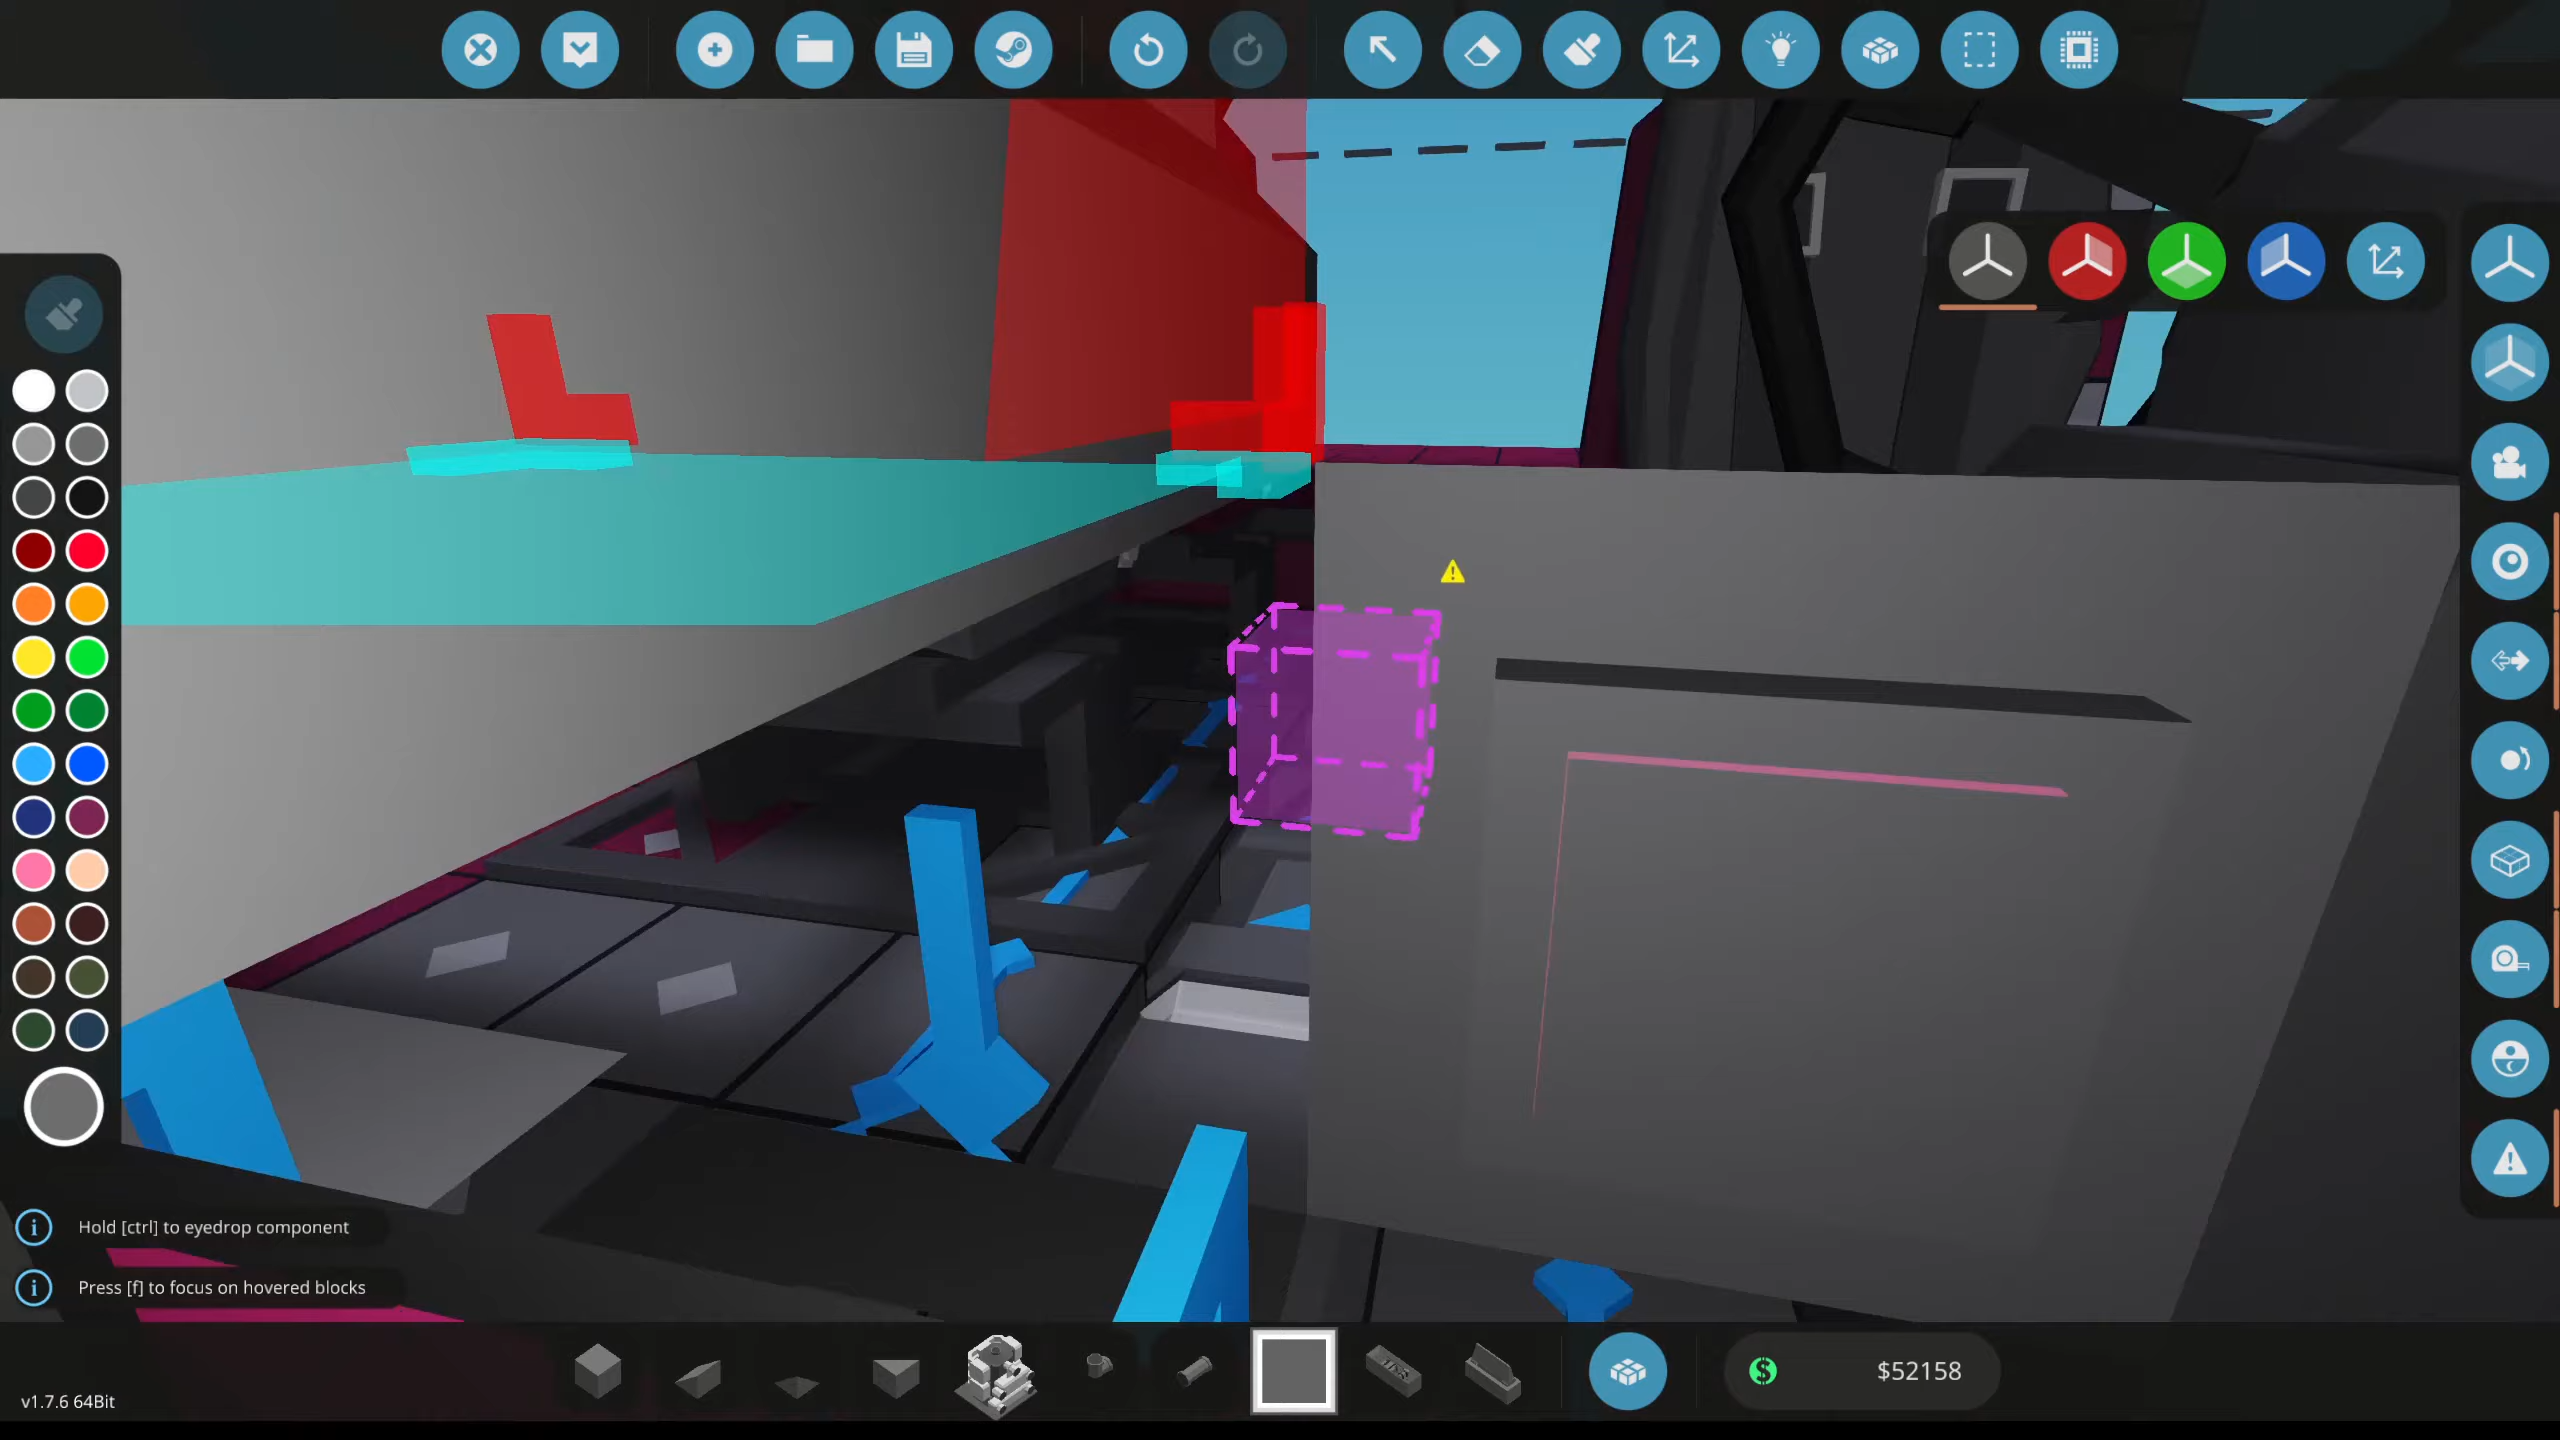 Hold [ctrl] to eyedrop component
Press [f] to focus on hovered blocks
v1.7.6 64Bit
$52158